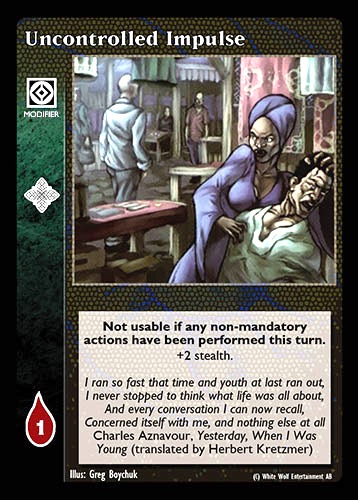 Uncontrolled Impulse
MODIFIER
Not usable if any non-mandatory
actions have been performed this turn.
+2 stealth.
I ran so fast that time and youth at last ran out,
I never stopped to think what life was all about,
And every conversation I can now recall,
Concerned itself with me, and nothing else at all
Charles Aznavour, Yesterday, When I Was
Young (translated by Herbert Kretzmer)
1
Illus: Greg Boychuk
(C) White Wolf Entertainment AB